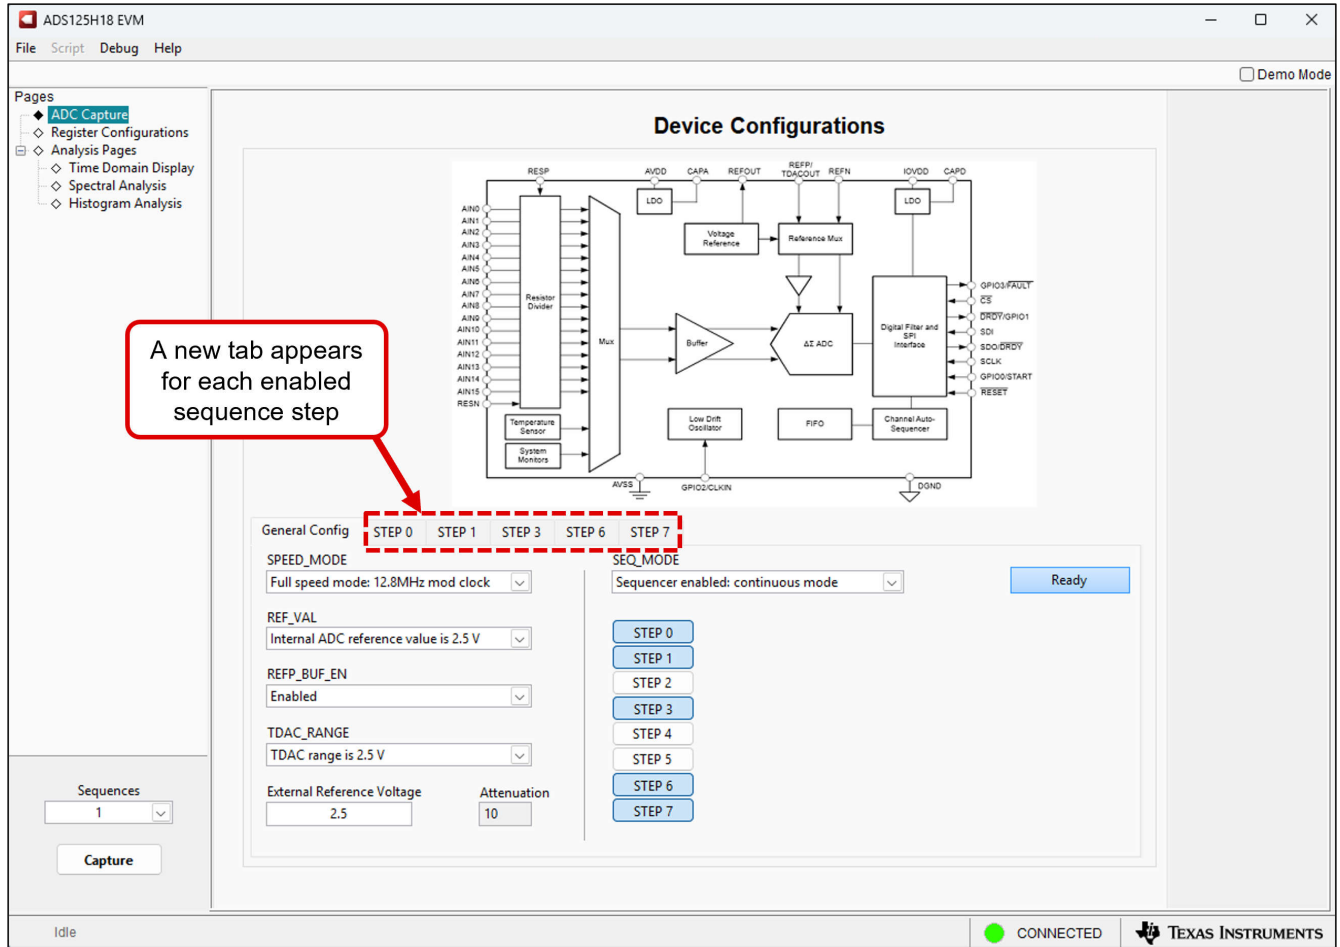 ADS125H18 EVM
File Script Debug Help
Demo Mode
Pages
ADC Capture
Register Configurations
Analysis Pages
Time Domain Display
Spectral Analysis
Histogram Analysis
Device Configurations
RESP
AVDD
CAPA
REFOUT
REFP/
TDACOUT
REFN
IOVDD
CAPD
LDO
LDO
Voltage
Reference
Reference Mux
AIN0
AIN1
AIN2
AIN3
AIN4
AIN5
AIN6
AIN7
AIN8
AIN9
AIN10
AIN11
AIN12
AIN13
AIN14
AIN15
RESN
Resistor
Divider
Mux
Buffer
ΔΣ ADC
Digital Filter and
SPI
Interface
GPIO3/FAULT
CS
DRDY/GPIO1
SDI
SDO/DRDY
SCLK
GPIO0/START
RESET
Temperature
Sensor
System
Monitors
Low Drift
Oscillator
FIFO
Channel Auto-
Sequencer
AVSS
GPIO2/CLKIN
DGND
A new tab appears
for each enabled
sequence step
General Config STEP 0 STEP 1 STEP 3 STEP 6 STEP 7
SPEED_MODE
Full speed mode: 12.8MHz mod clock
REF_VAL
Internal ADC reference value is 2.5 V
REFP_BUF_EN
Enabled
TDAC_RANGE
TDAC range is 2.5 V
External Reference Voltage
2.5
Attenuation
10
SEQ_MODE
Sequencer enabled: continuous mode
STEP 0
STEP 1
STEP 2
STEP 3
STEP 4
STEP 5
STEP 6
STEP 7
Ready
Sequences
1
Capture
Idle
CONNECTED
TEXAS INSTRUMENTS